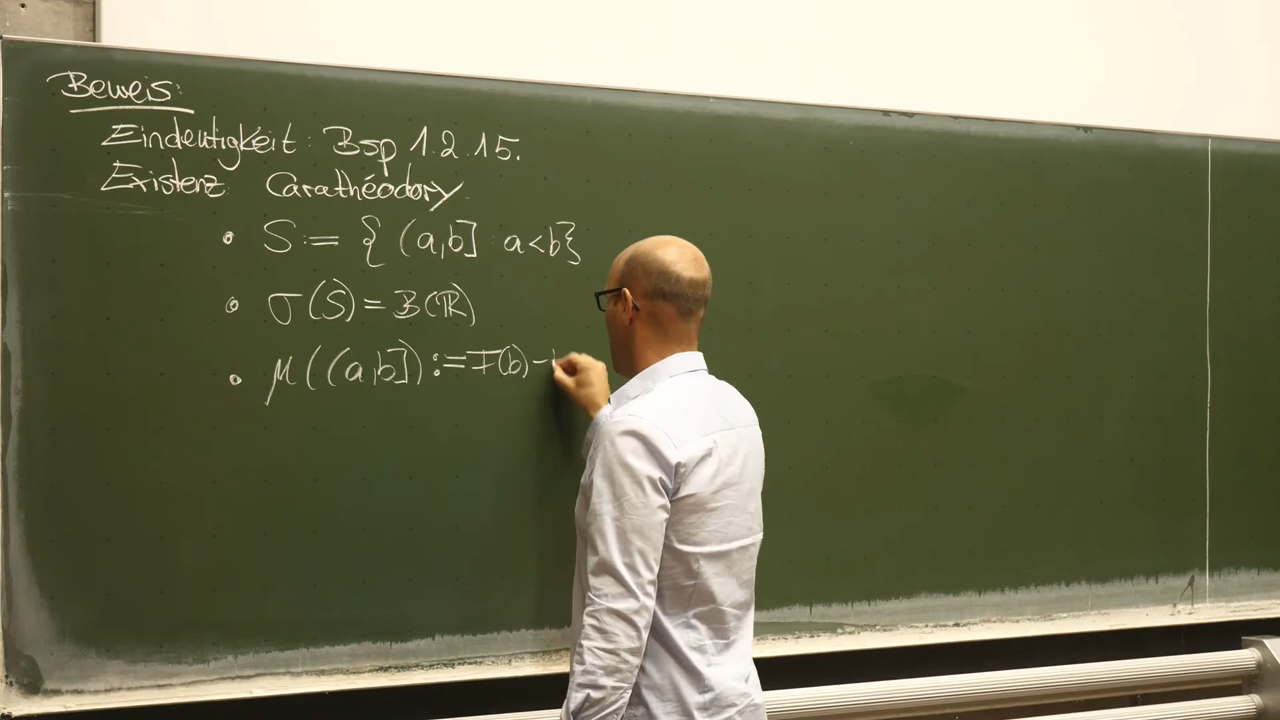 Beweis:
Eindeutigkeit: Bsp 1.2.15.
Existenz: Carathéodory
• S := { (a,b] : a<b}
• σ(S) = B(ℝ)
• μ((a,b]) := F(b) -